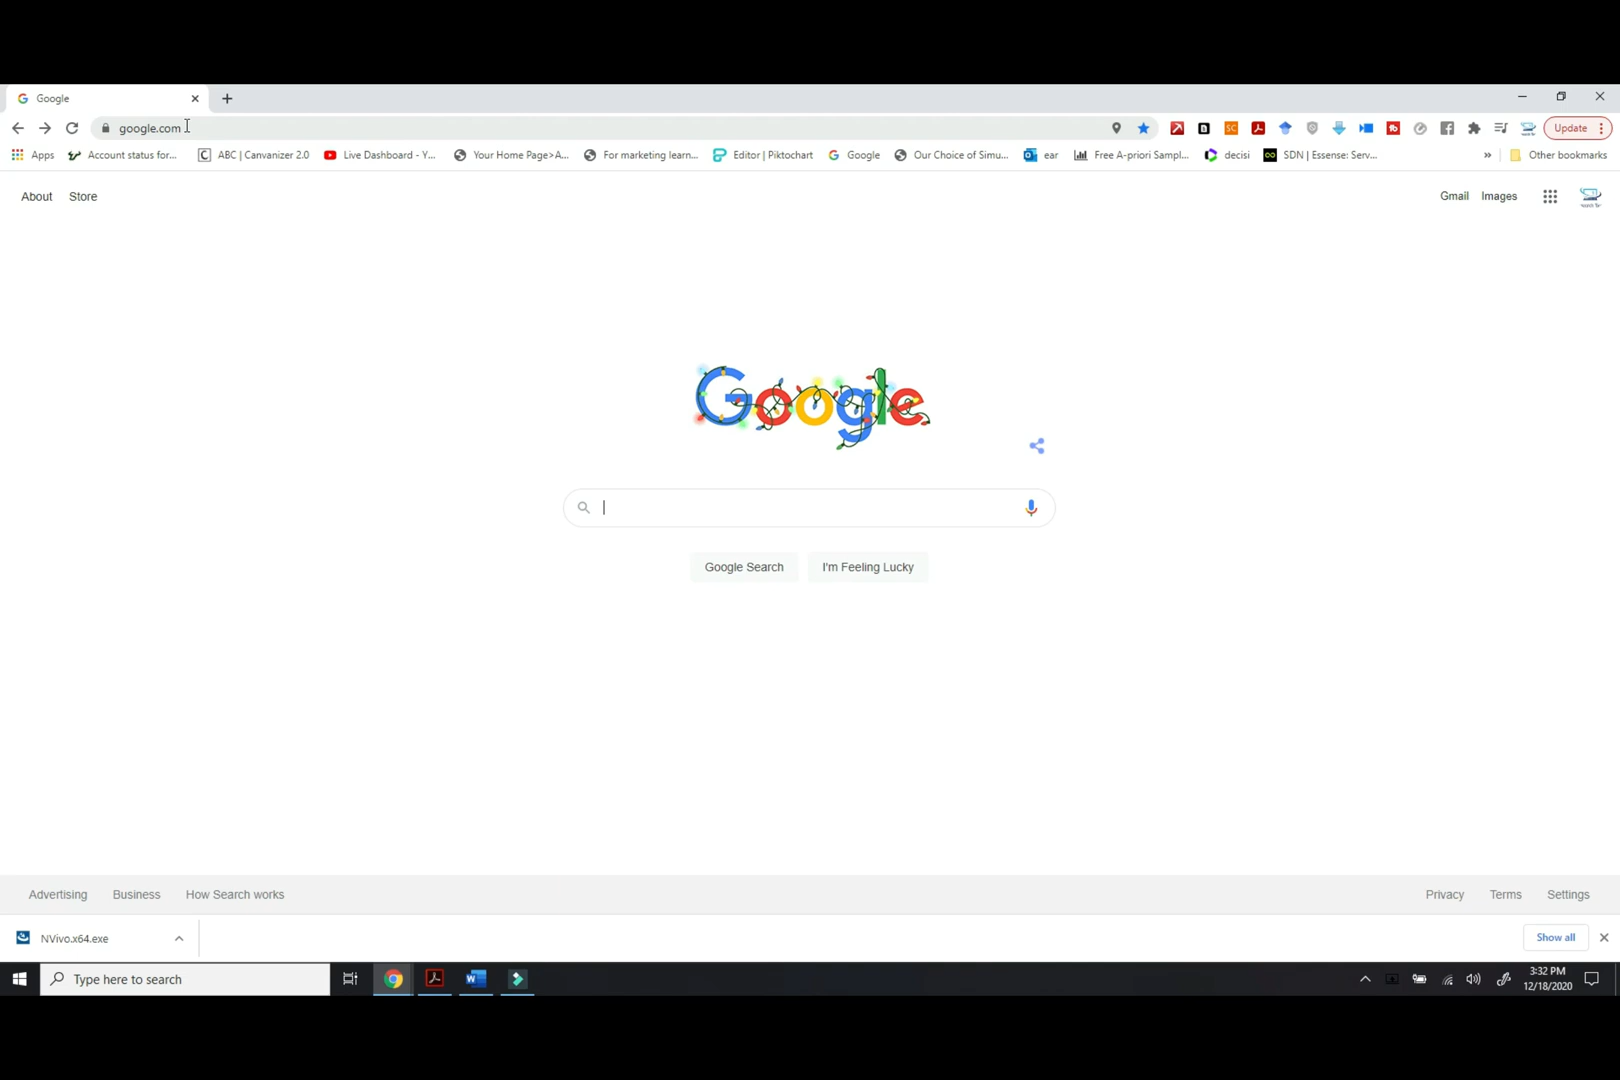 Google
google.com
Update
Apps
Account status for...
ABC | Canvanizer 2.0
Live Dashboard - Y...
Your Home Page>A...
For marketing learn...
Editor | Piktochart
Google
Our Choice of Simu...
ear
Free A-priori Sampl...
decisi
SDN | Essense: Serv...
»
Other bookmarks
About
Store
Gmail
Images
Google
Google Search
I'm Feeling Lucky
Advertising
Business
How Search works
Privacy
Terms
Settings
NVivo.x64.exe
Show all
Type here to search
3:32 PM
12/18/2020